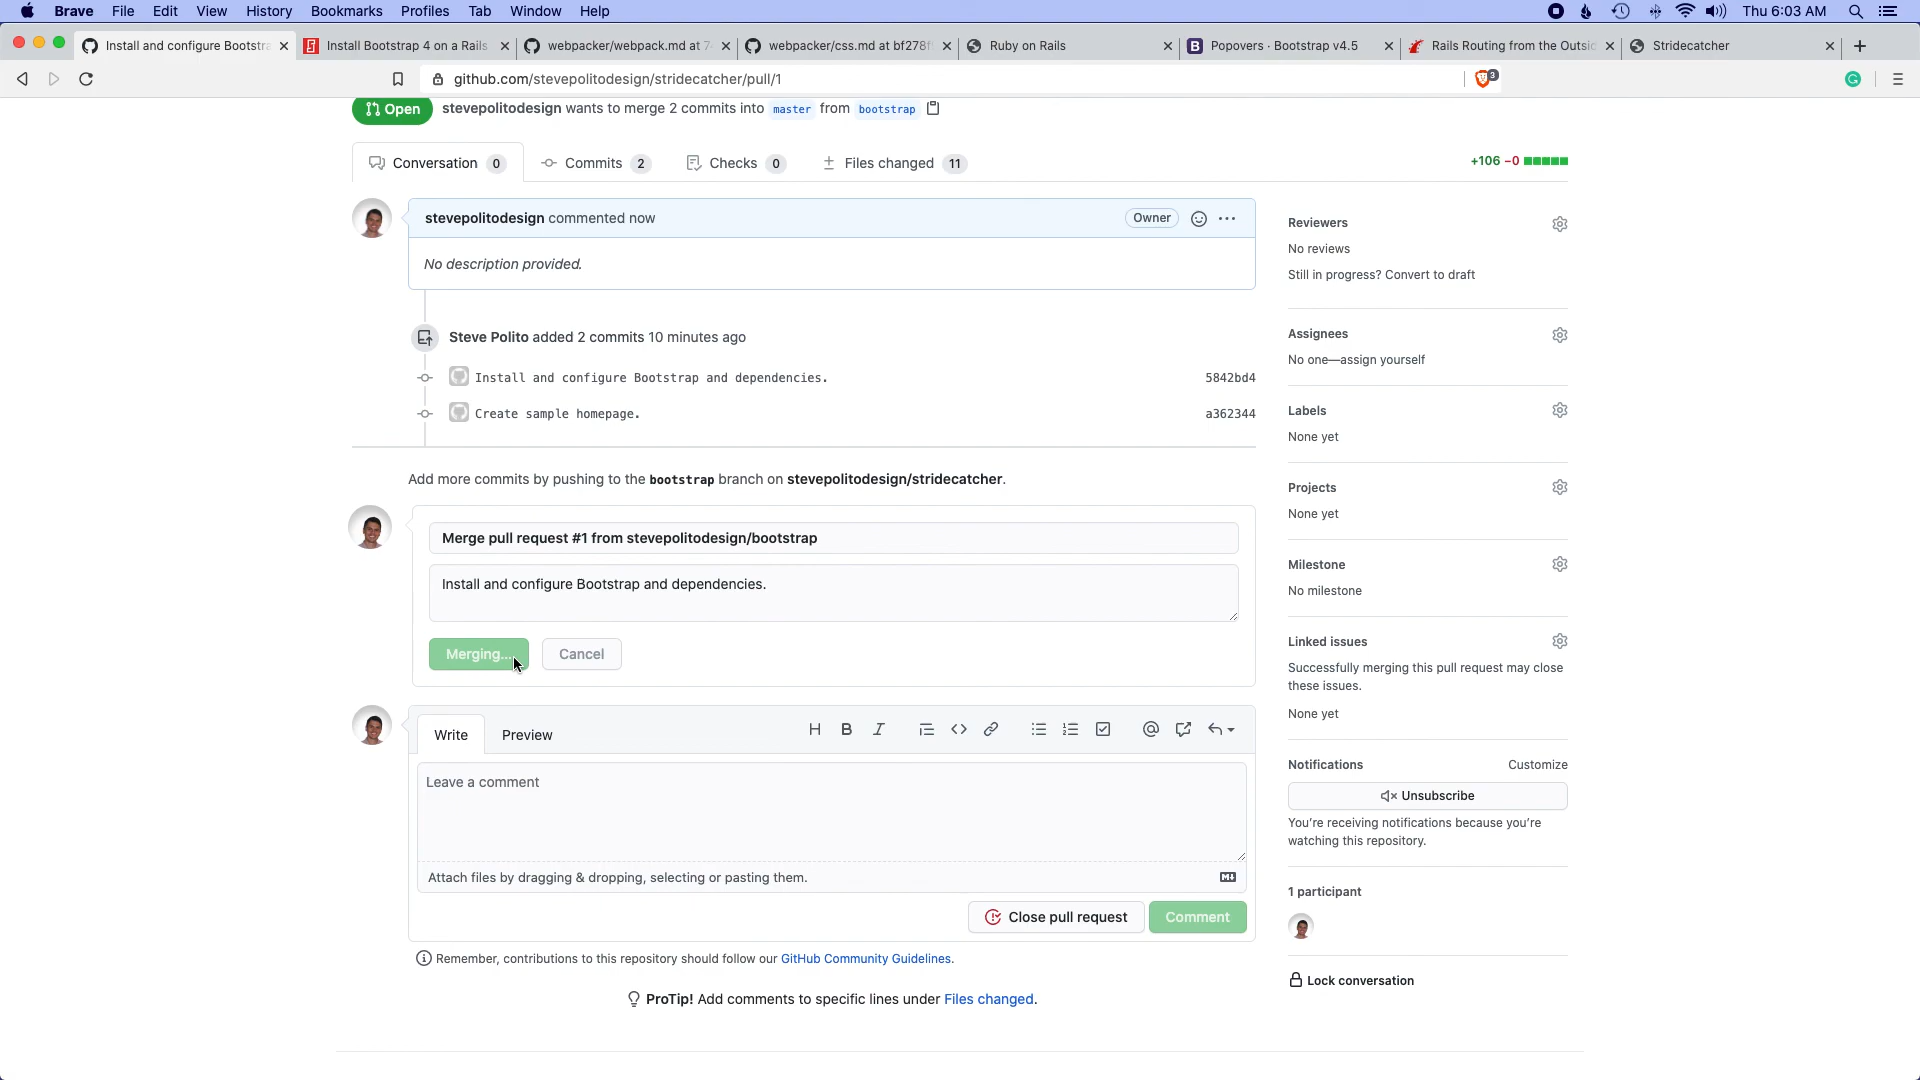 Brave File Edit View History Bookmarks Profiles Tab Window Help Thu 6:03 AM
Install and configure Bootstra Install Bootstrap 4 on a Rails webpacker/webpack.md at 7 webpacker/css.md at bf278f Ruby on Rails Popovers · Bootstrap v4.5 Rails Routing from the Outsi Stridecatcher
github.com/stevepolitodesign/stridecatcher/pull/1 3
Open stevepolitodesign wants to merge 2 commits into master from bootstrap
Conversation 0 Commits 2 Checks 0 Files changed 11 +106 −0
stevepolitodesign commented now Owner
No description provided.
Steve Polito added 2 commits 10 minutes ago
Install and configure Bootstrap and dependencies. 5842bd4
Create sample homepage. a362344
Add more commits by pushing to the bootstrap branch on stevepolitodesign/stridecatcher.
Merge pull request #1 from stevepolitodesign/bootstrap
Install and configure Bootstrap and dependencies.
Merging... Cancel
Write Preview H B I
Leave a comment
Attach files by dragging & dropping, selecting or pasting them.
Close pull request Comment
Remember, contributions to this repository should follow our GitHub Community Guidelines.
ProTip! Add comments to specific lines under Files changed.
Reviewers
No reviews
Still in progress? Convert to draft
Assignees
No one—assign yourself
Labels
None yet
Projects
None yet
Milestone
No milestone
Linked issues
Successfully merging this pull request may close
these issues.
None yet
Notifications Customize
Unsubscribe
You're receiving notifications because you're
watching this repository.
1 participant
Lock conversation